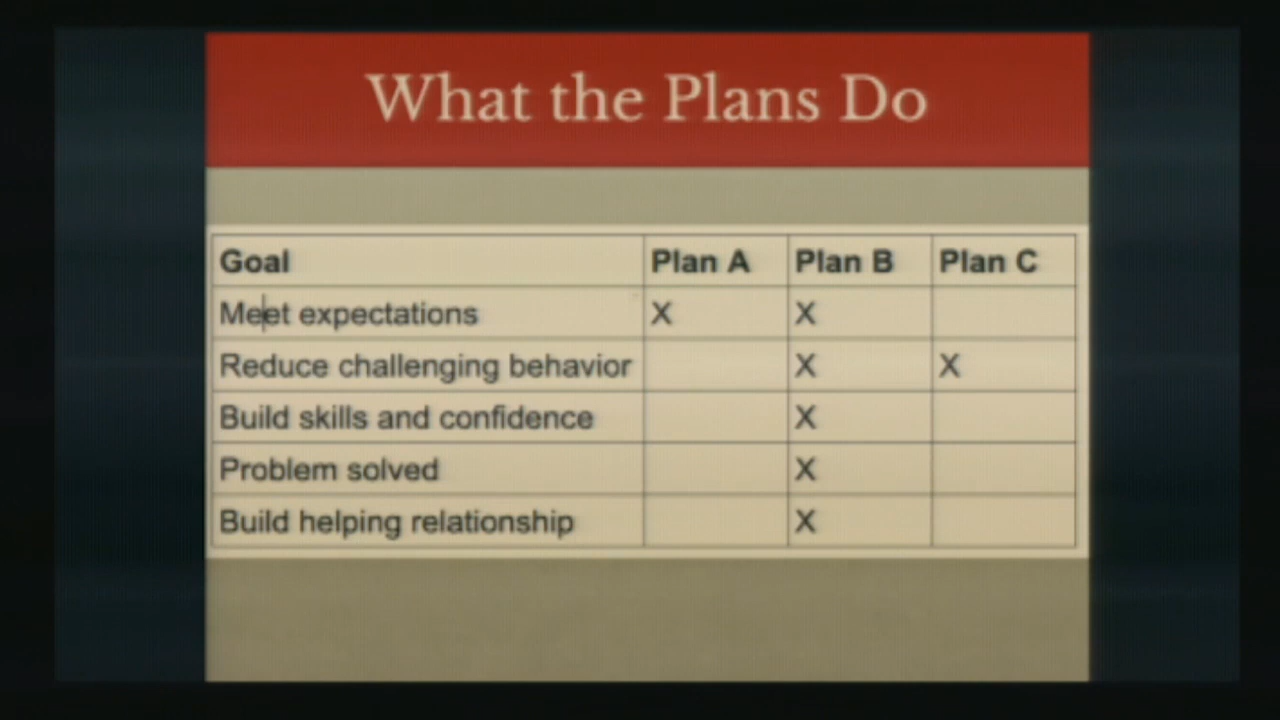 What the Plans Do
Goal Plan A Plan B Plan C
Meet expectations X X
Reduce challenging behavior X X
Build skills and confidence X
Problem solved X
Build helping relationship X